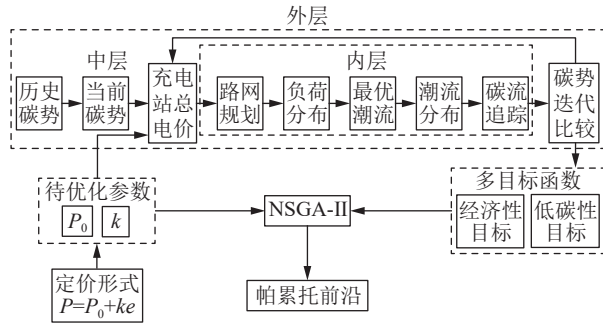 外层
中层
内层
历史
碳势
当前
碳势
充电
站总
电价
路网
规划
负荷
分布
最优
潮流
潮流
分布
碳流
追踪
碳势
迭代
比较
待优化参数
P₀
k
NSGA-II
多目标函数
经济性
目标
低碳性
目标
定价形式
P=P₀+ke
帕累托前沿